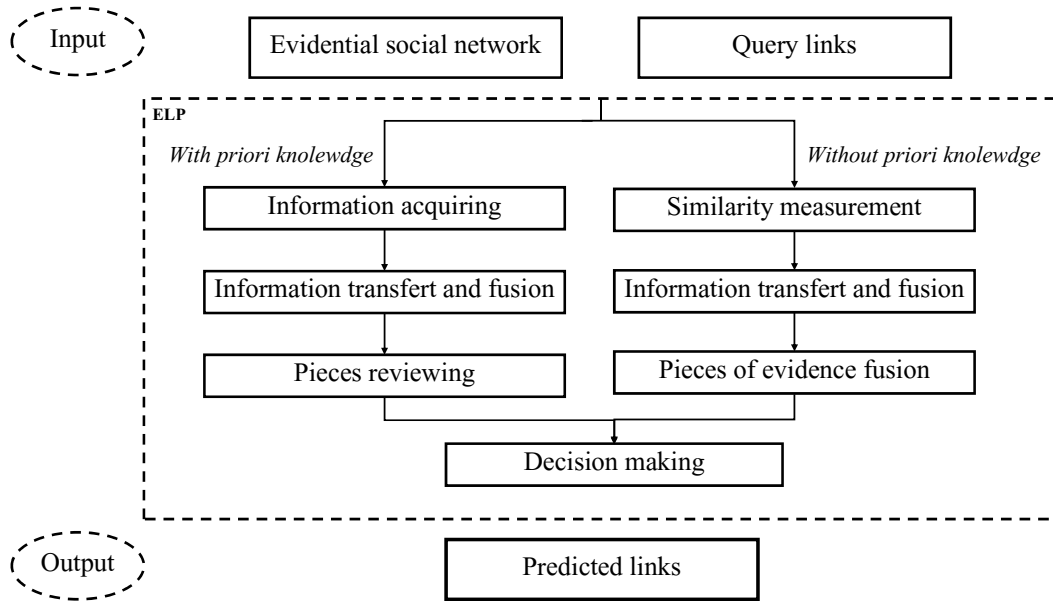 Input
Evidential social network
Query links
ELP
With priori knolewdge
Without priori knolewdge
Information acquiring
Similarity measurement
Information transfert and fusion
Information transfert and fusion
Pieces reviewing
Pieces of evidence fusion
Decision making
Output
Predicted links